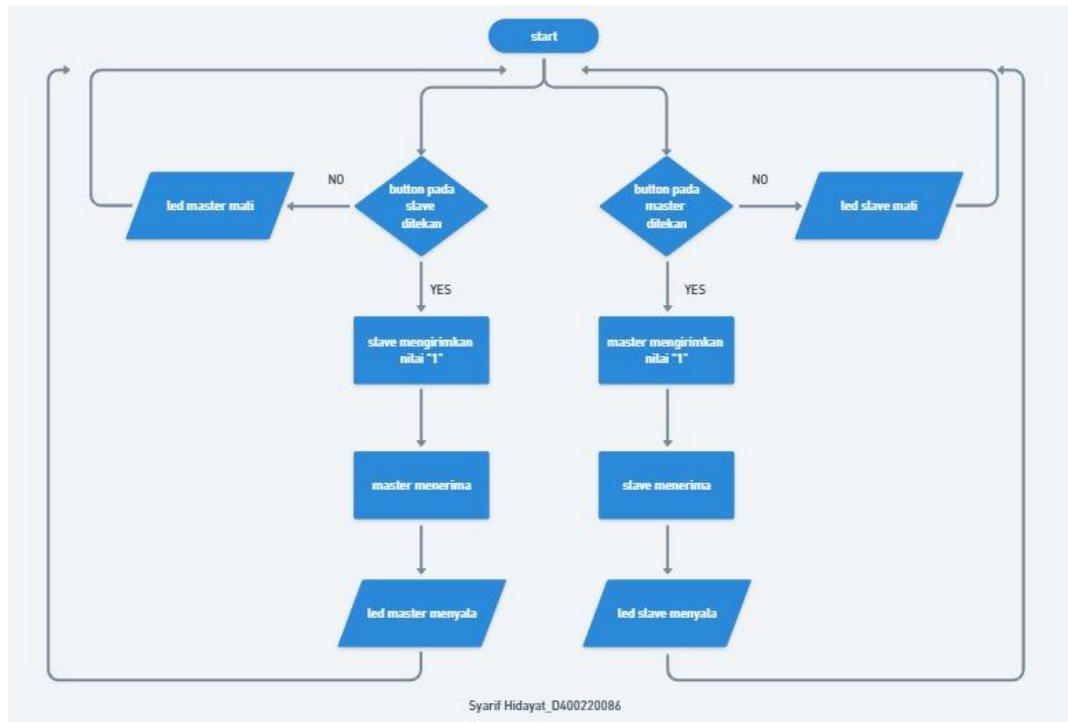 start
NO
button pada
slave
ditekan
led master mati
button pada
master
ditekan
NO
led slave mati
YES
YES
slave mengirimkan
nilai "1"
master mengirimkan
nilai "1"
master menerima
slave menerima
led master menyala
led slave menyala
Syarif Hidayat_D400220086